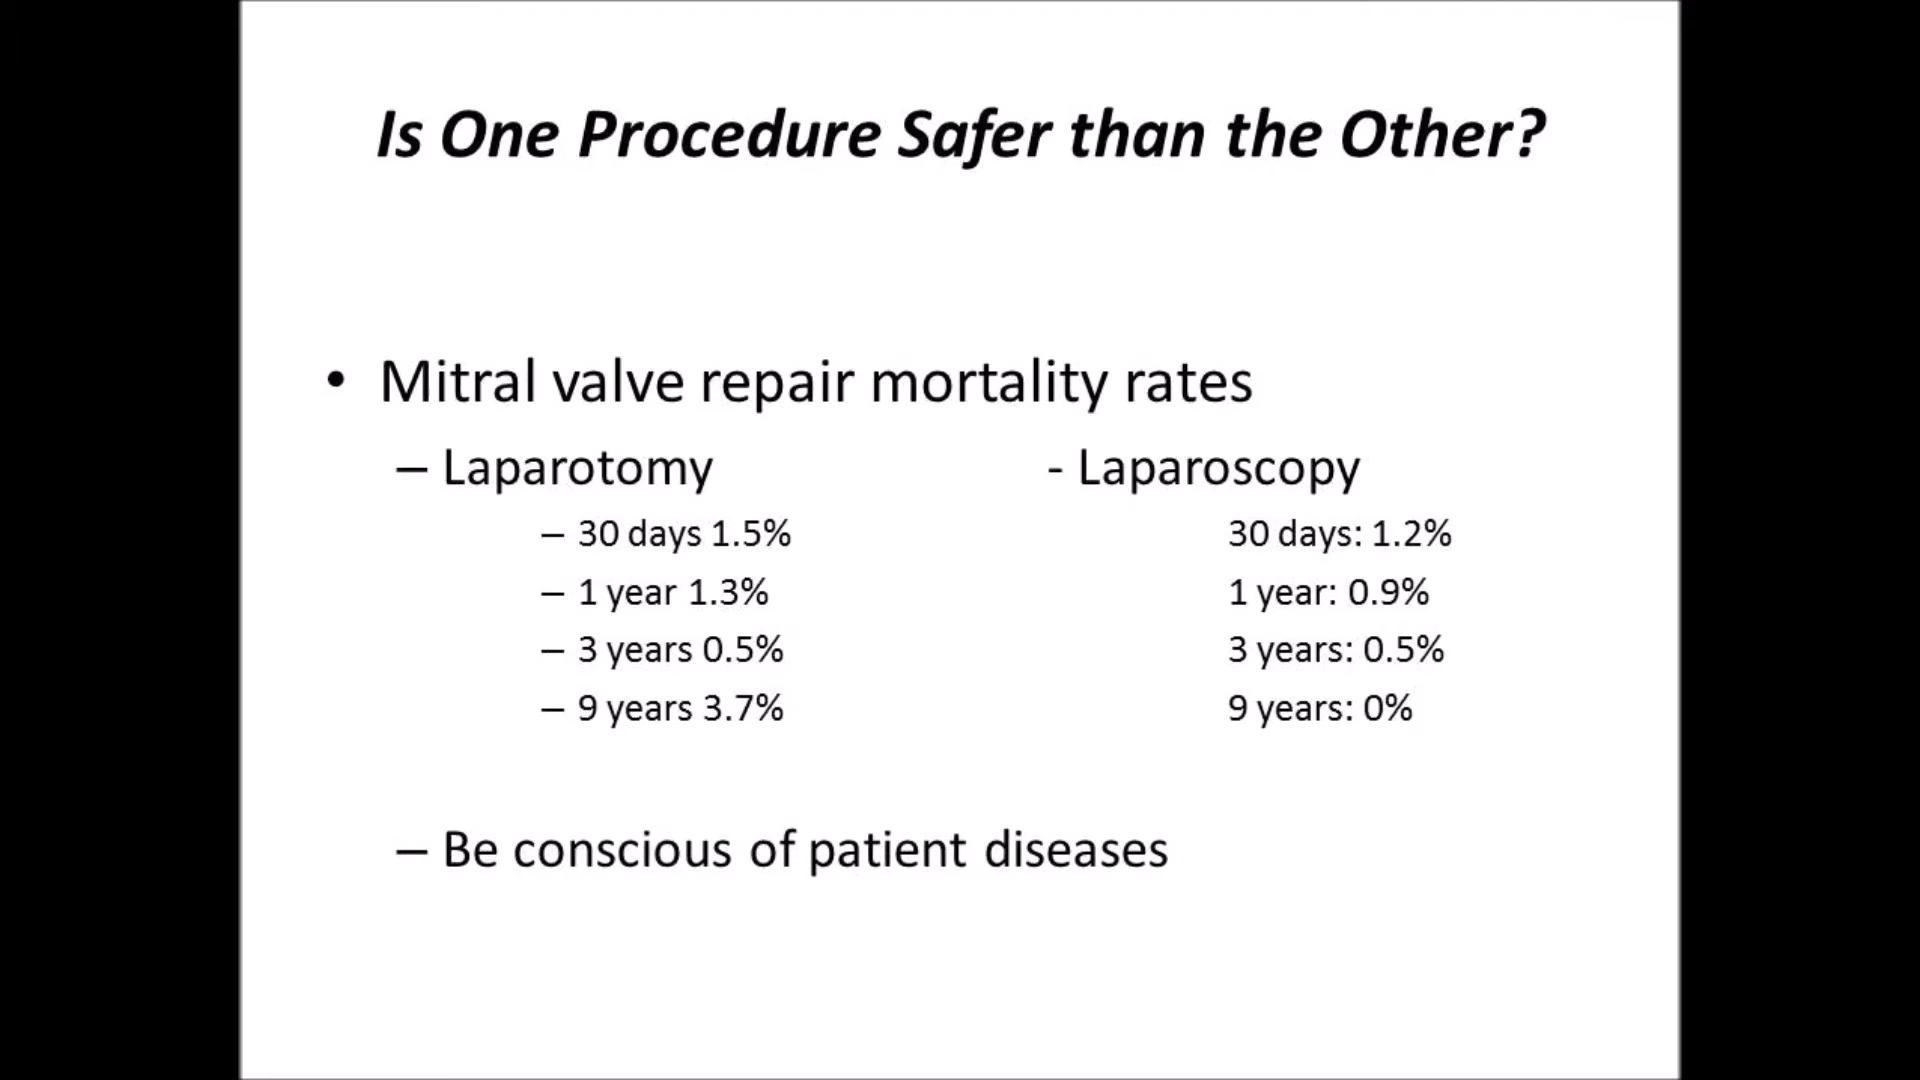 Is One Procedure Safer than the Other?
• Mitral valve repair mortality rates
– Laparotomy - Laparoscopy
– 30 days 1.5% 30 days: 1.2%
– 1 year 1.3% 1 year: 0.9%
– 3 years 0.5% 3 years: 0.5%
– 9 years 3.7% 9 years: 0%
– Be conscious of patient diseases